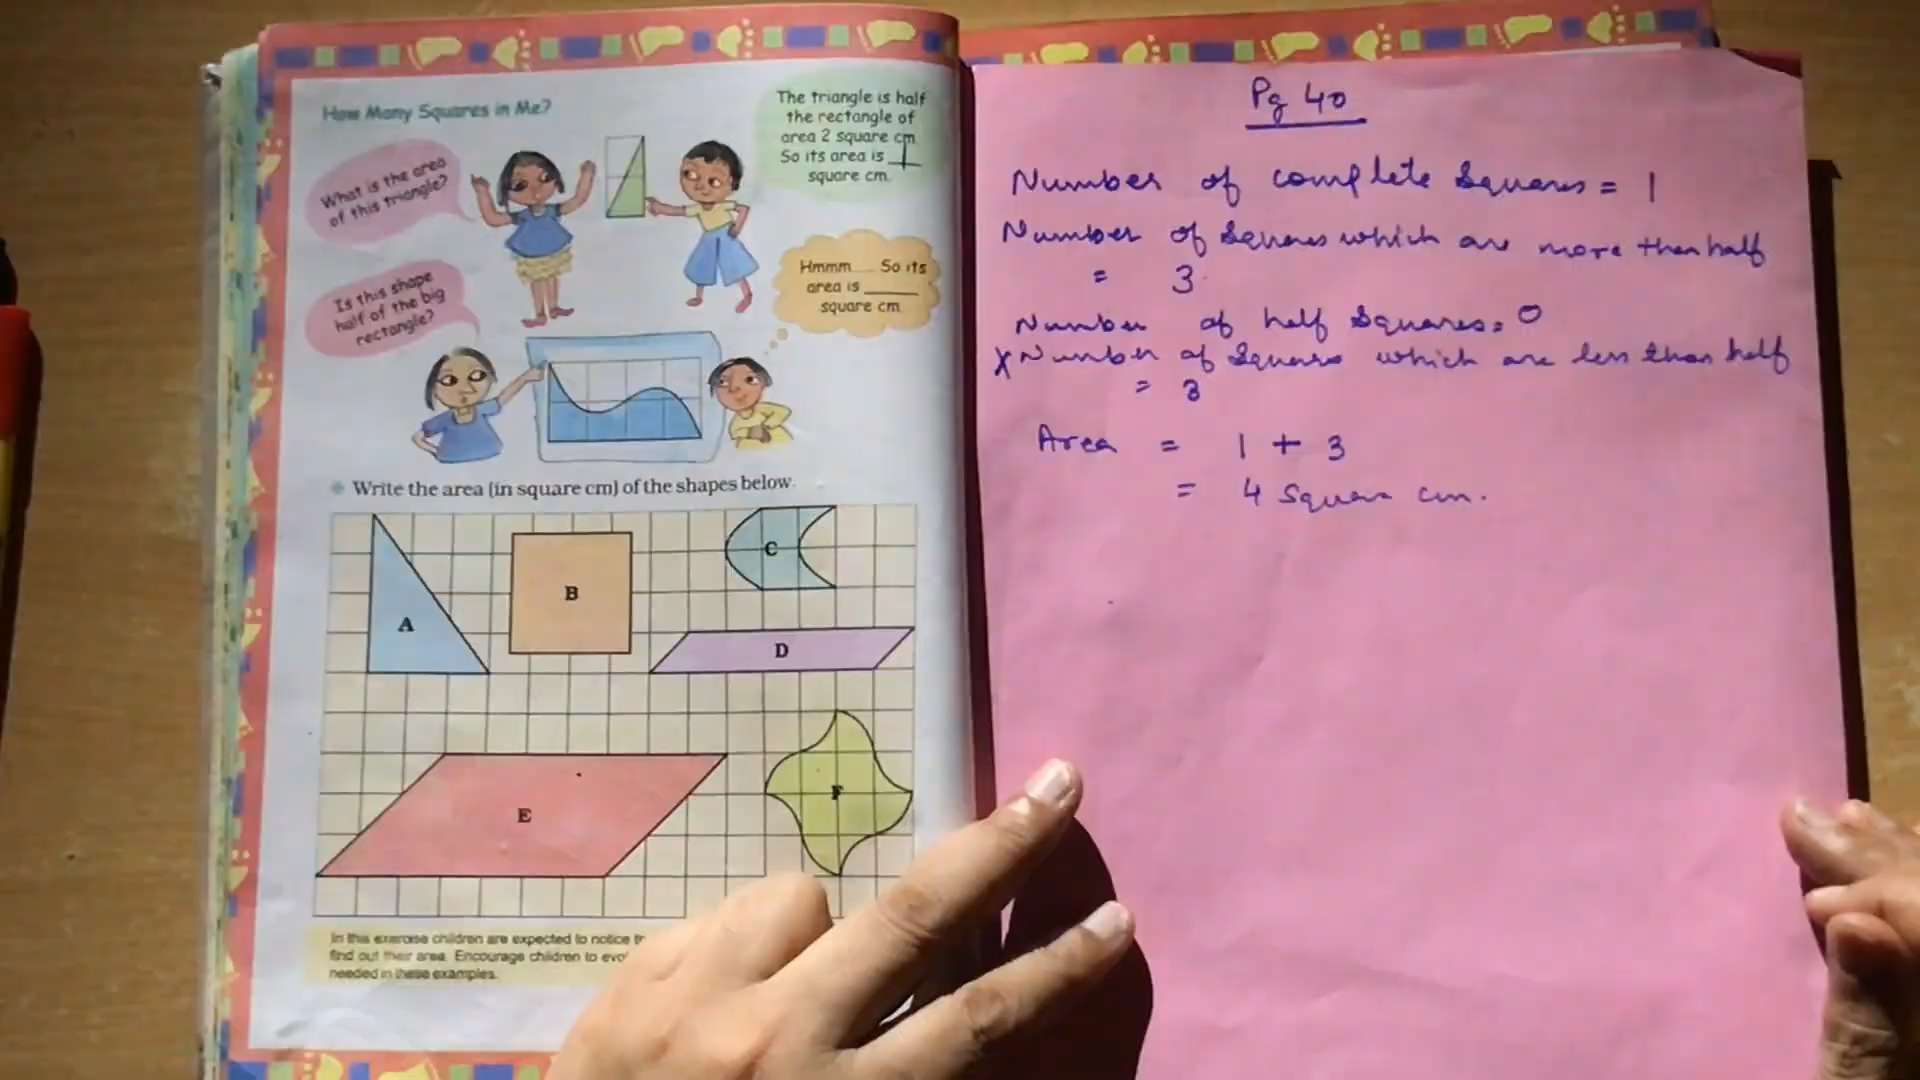 How Many Squares in Me?
What is the area
of this triangle?
The triangle is half
the rectangle of
area 2 square cm.
So its area is 1
square cm.
Is this shape
half of the big
rectangle?
Hmmm.... So its
area is ______
square cm.
Write the area (in square cm) of the shapes below.
A
B
C
D
E
F
In this exercise children are expected to notice
find out their area. Encourage children to
needed in these examples.
Pg 40
Number of complete Squares = 1
Number of Squares which are more than half
= 3
Number of half Squares = 0
x Number of Squares which are less than half
= 3
Area = 1 + 3
= 4 Square cm.